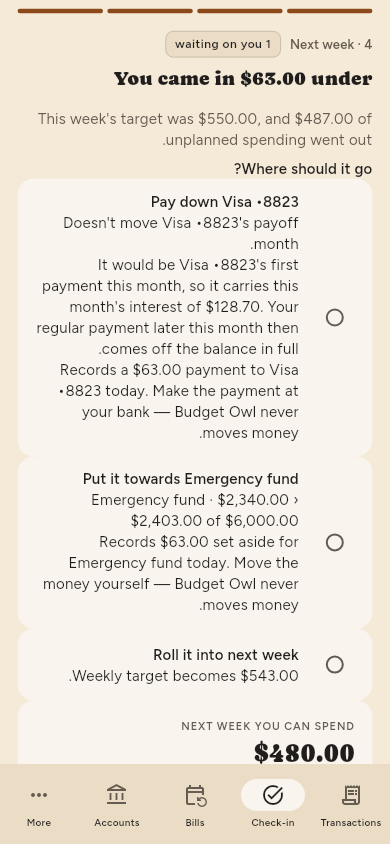 Next week · 4
waiting on you 1
You came in $63.00 under
This week's target was $550.00, and $487.00 of
.unplanned spending went out
?Where should it go
Pay down Visa •8823
Doesn't move Visa •8823's payoff
.month
It would be Visa •8823's first
payment this month, so it carries this
month's interest of $128.70. Your
regular payment later this month then
.comes off the balance in full
Records a $63.00 payment to Visa
•8823 today. Make the payment at
your bank — Budget Owl never
.moves money
Put it towards Emergency fund
Emergency fund · $2,340.00 ›
$2,403.00 of $6,000.00
Records $63.00 set aside for
Emergency fund today. Move the
money yourself — Budget Owl never
.moves money
Roll it into next week
.Weekly target becomes $543.00
NEXT WEEK YOU CAN SPEND
$480.00
More
Accounts
Bills
Check-in
Transactions